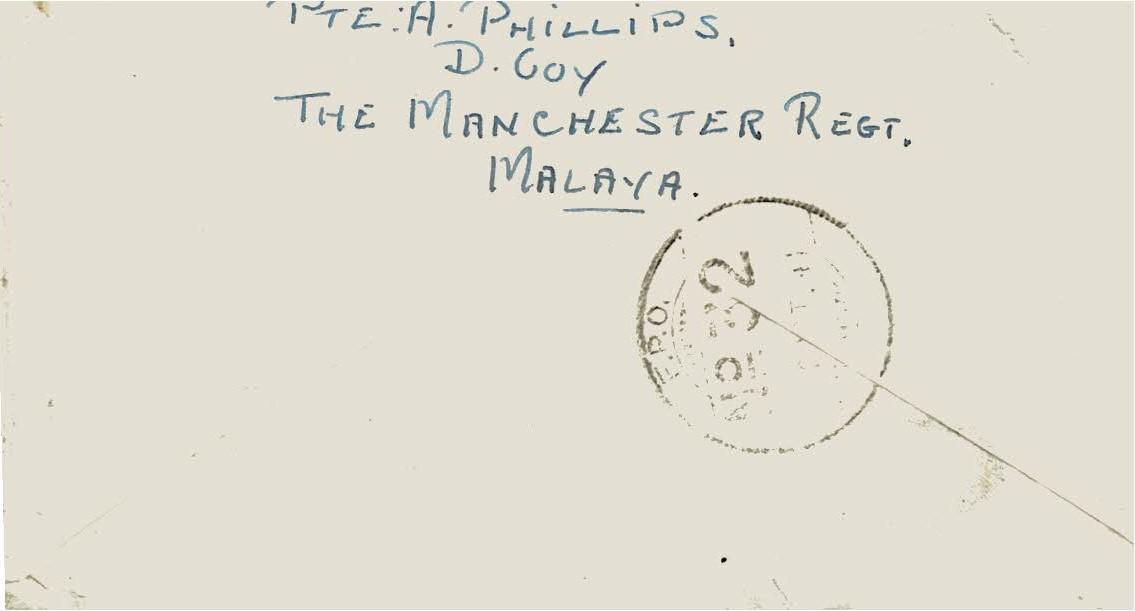 PTE: A. PHILLIPS.
D. COY
THE MANCHESTER REGT.
MALAYA.
F.P.O.